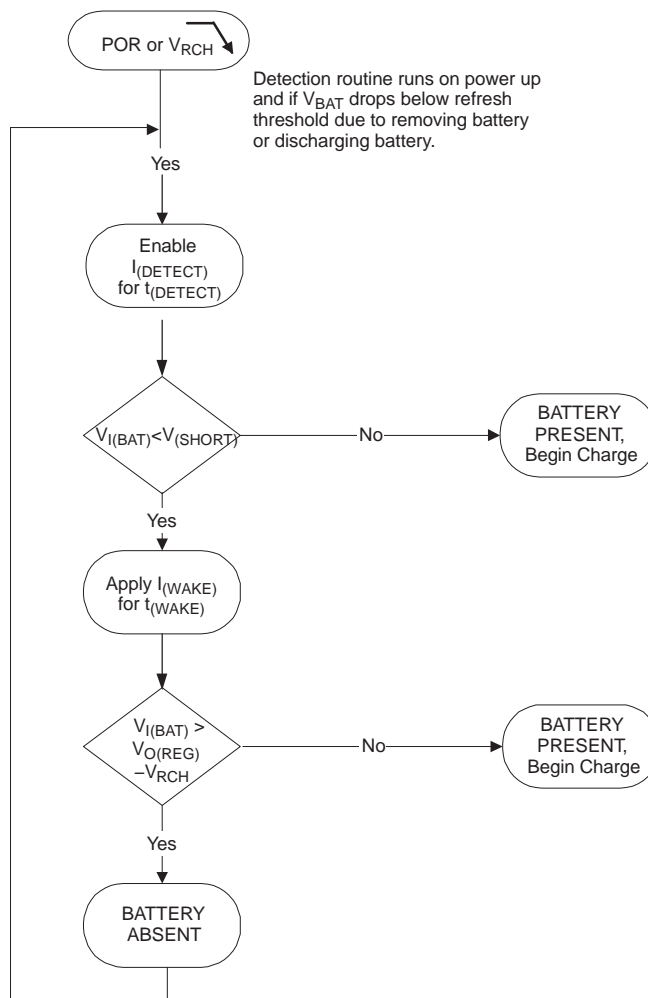 POR or VRCH
Detection routine runs on power up
and if VBAT drops below refresh
threshold due to removing battery
or discharging battery.
Yes
Enable
I(DETECT)
for t(DETECT)
VI(BAT)<V(SHORT)
No
BATTERY
PRESENT,
Begin Charge
Yes
Apply I(WAKE)
for t(WAKE)
VI(BAT) >
VO(REG)
–VRCH
No
BATTERY
PRESENT,
Begin Charge
Yes
BATTERY
ABSENT